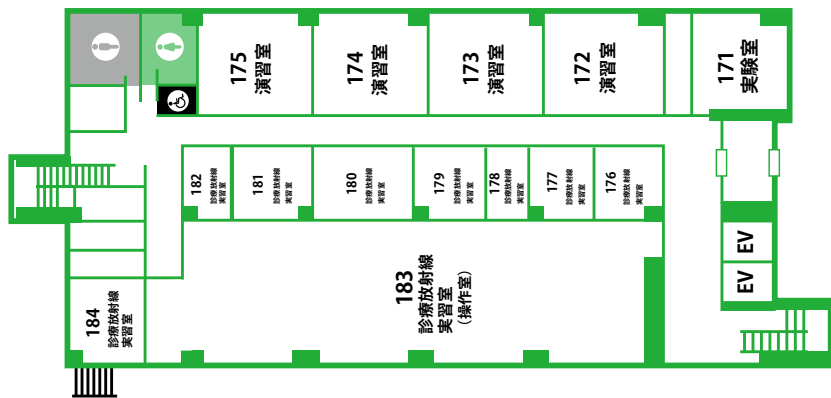 175
演習室
174
演習室
173
演習室
172
演習室
171
実験室
182
診療放射線
実習室
181
診療放射線
実習室
180
診療放射線
実習室
179
診療放射線
実習室
178
診療放射線
実習室
177
診療放射線
実習室
176
診療放射線
実習室
183
診療放射線
実習室
（操作室）
184
診療放射線
実習室
EV
EV